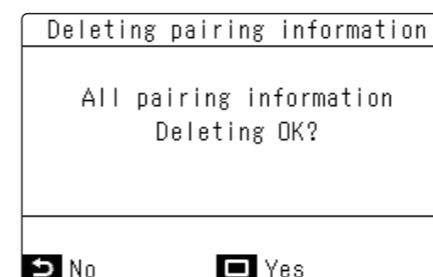 Deleting pairing information
All pairing information
Deleting OK?
No Yes